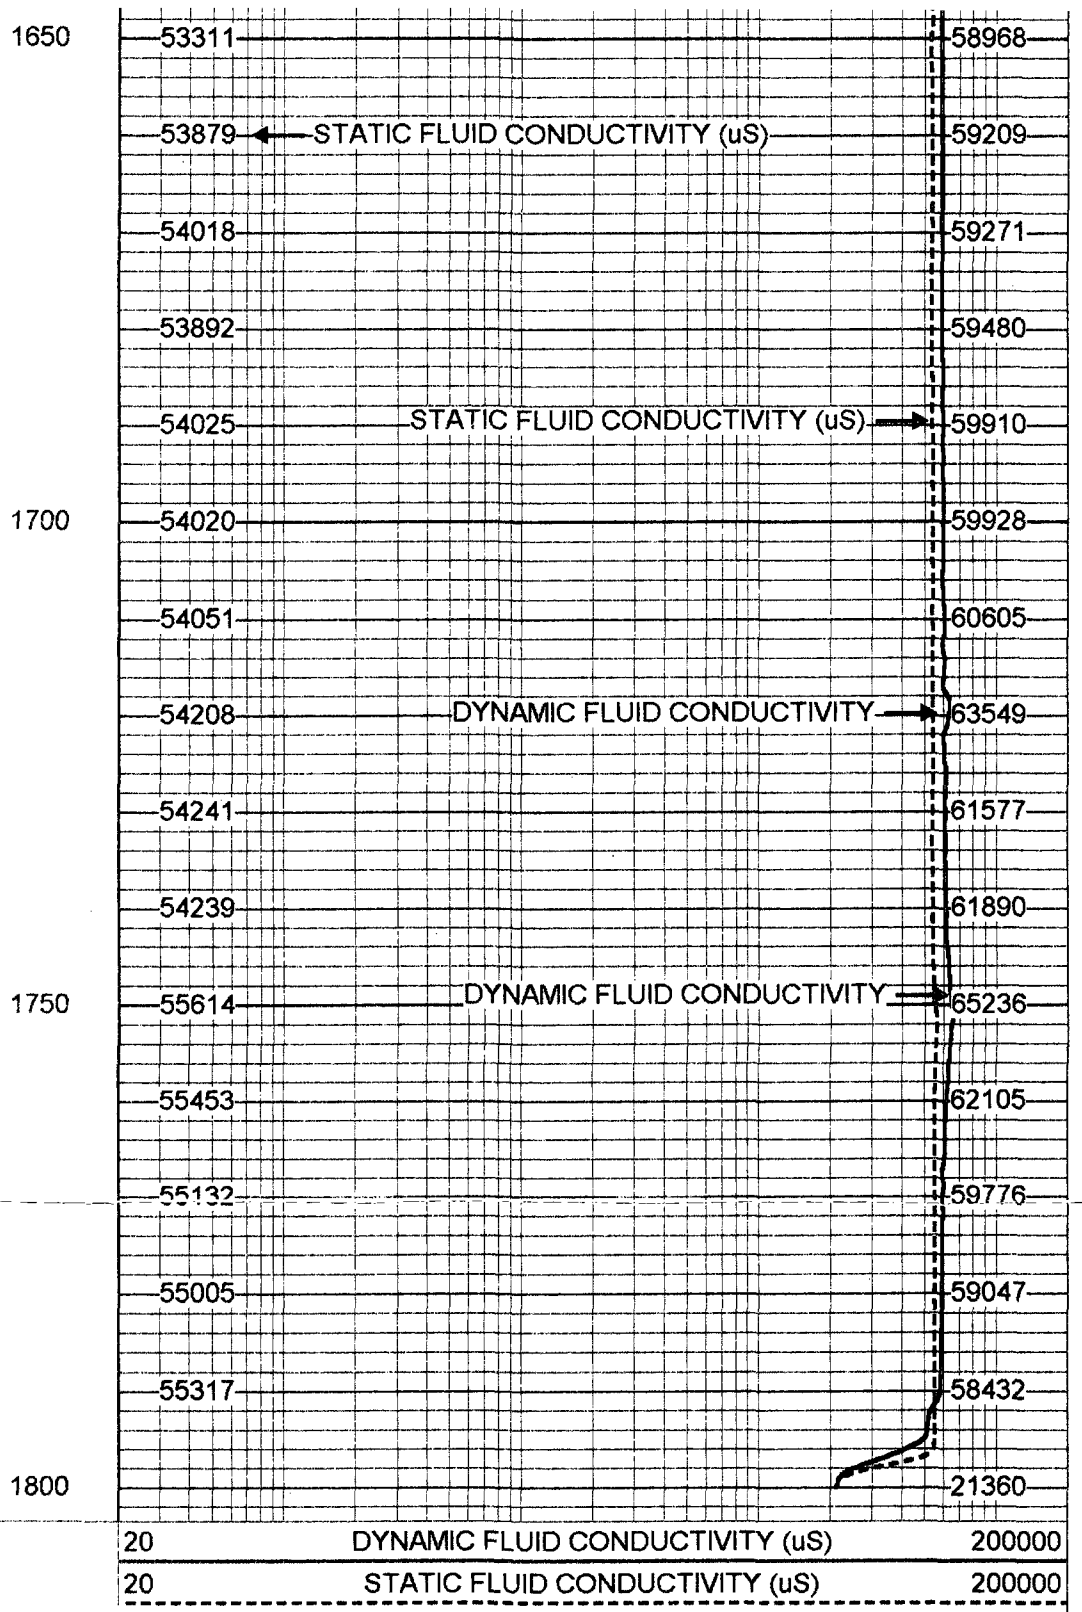 1650 53311 58968
53879 STATIC FLUID CONDUCTIVITY (uS) 59209
54018 59271
53892 59480
54025 STATIC FLUID CONDUCTIVITY (uS) 59910
1700 54020 59928
54051 60605
54208 DYNAMIC FLUID CONDUCTIVITY 63549
54241 61577
54239 61890
1750 55614 DYNAMIC FLUID CONDUCTIVITY 65236
55453 62105
55132 59776
55005 59047
55317 58432
1800 21360
20 DYNAMIC FLUID CONDUCTIVITY (uS) 200000
20 STATIC FLUID CONDUCTIVITY (uS) 200000